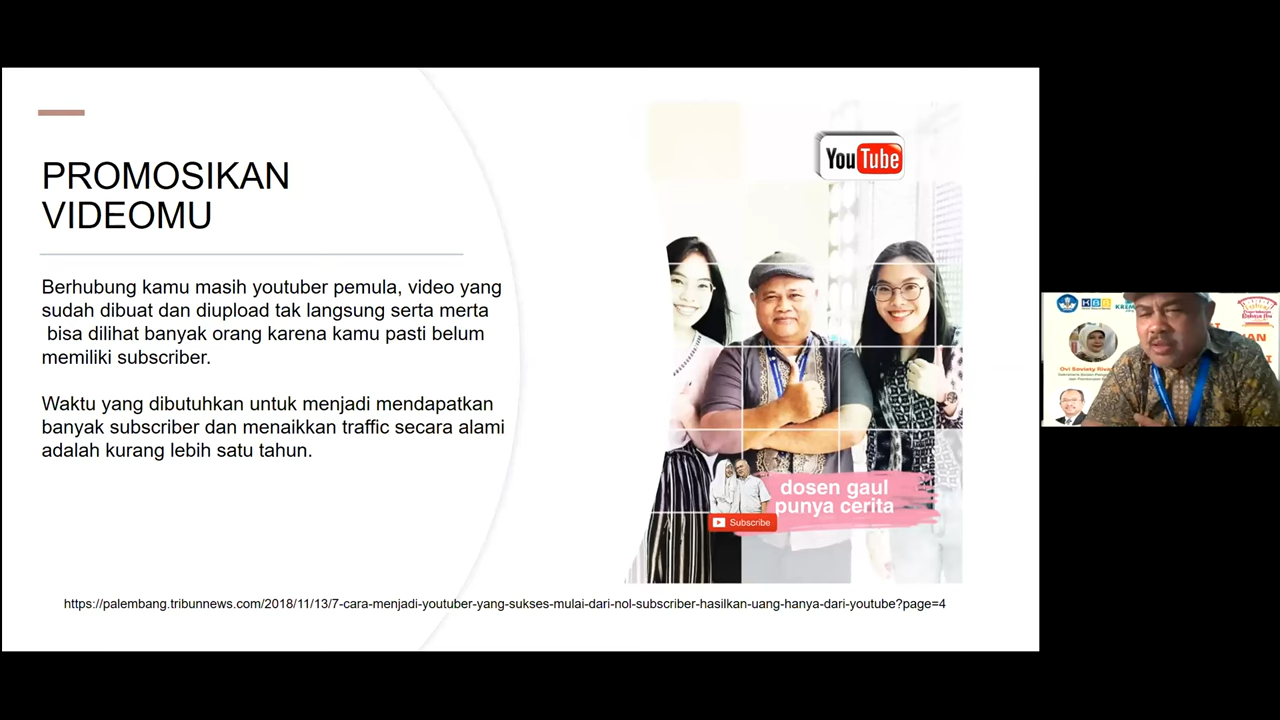 PROMOSIKAN
VIDEOMU
Berhubung kamu masih youtuber pemula, video yang
sudah dibuat dan diupload tak langsung serta merta
bisa dilihat banyak orang karena kamu pasti belum
memiliki subscriber.
Waktu yang dibutuhkan untuk menjadi mendapatkan
banyak subscriber dan menaikkan traffic secara alami
adalah kurang lebih satu tahun.
YouTube
dosen gaul
punya cerita
Subscribe
https://palembang.tribunnews.com/2018/11/13/7-cara-menjadi-youtuber-yang-sukses-mulai-dari-nol-subscriber-hasilkan-uang-hanya-dari-youtube?page=4